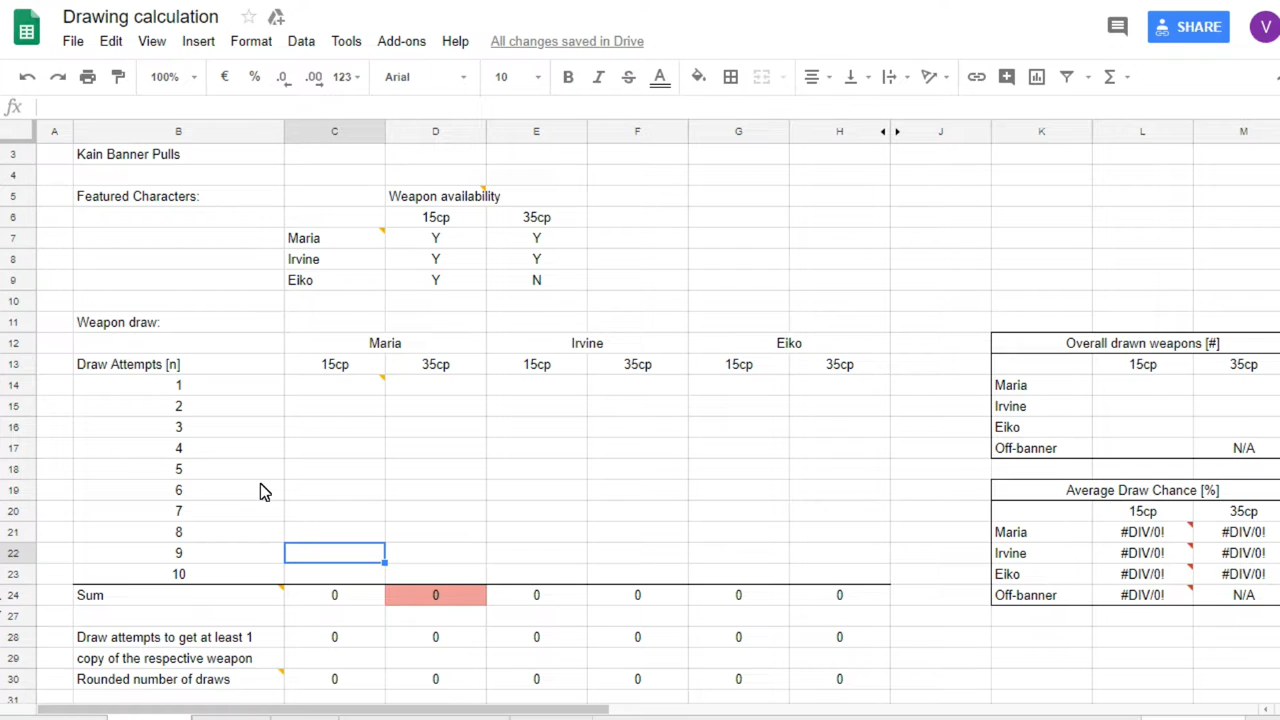 Drawing calculation
File Edit View Insert Format Data Tools Add-ons Help All changes saved in Drive
SHARE
V
100% € % .0 .00 123 Arial 10 B I S A Σ
fx
A B C D E F G H J K L M
3 Kain Banner Pulls
4
5 Featured Characters: Weapon availability
6 15cp 35cp
7 Maria Y Y
8 Irvine Y Y
9 Eiko Y N
10
11 Weapon draw:
12 Maria Irvine Eiko Overall drawn weapons [#]
13 Draw Attempts [n] 15cp 35cp 15cp 35cp 15cp 35cp 15cp 35cp
14 1 Maria
15 2 Irvine
16 3 Eiko
17 4 Off-banner N/A
18 5
19 6 Average Draw Chance [%]
20 7 15cp 35cp
21 8 Maria #DIV/0! #DIV/0!
22 9 Irvine #DIV/0! #DIV/0!
23 10 Eiko #DIV/0! #DIV/0!
24 Sum 0 0 0 0 0 0 Off-banner #DIV/0! N/A
27
28 Draw attempts to get at least 1 0 0 0 0 0 0
29 copy of the respective weapon
30 Rounded number of draws 0 0 0 0 0 0
31